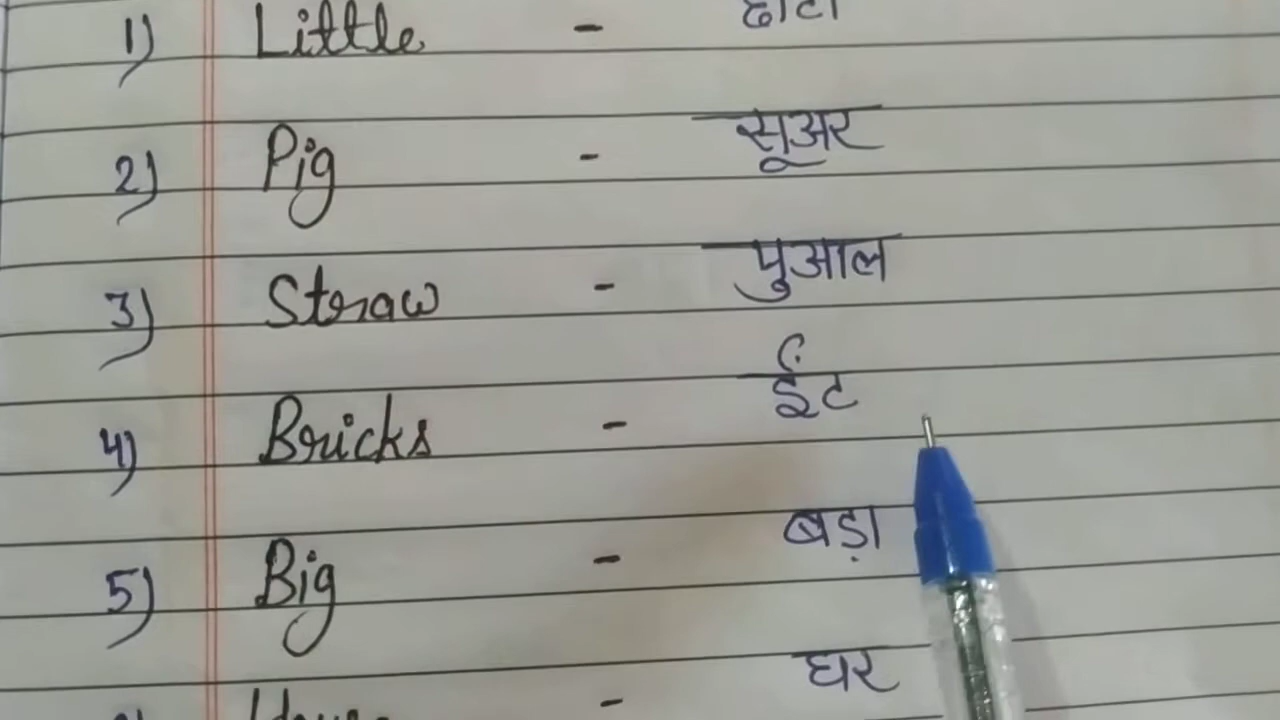 1) Little - छोटा
2) Pig - सूअर
3) Straw - पुआल
4) Bricks - ईंट
5) Big - बड़ा
- घर